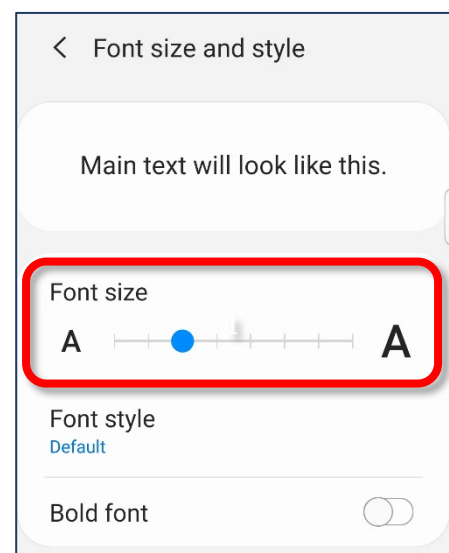 Font size and style
Main text will look like this.
Font size
A A
Font style
Default
Bold font